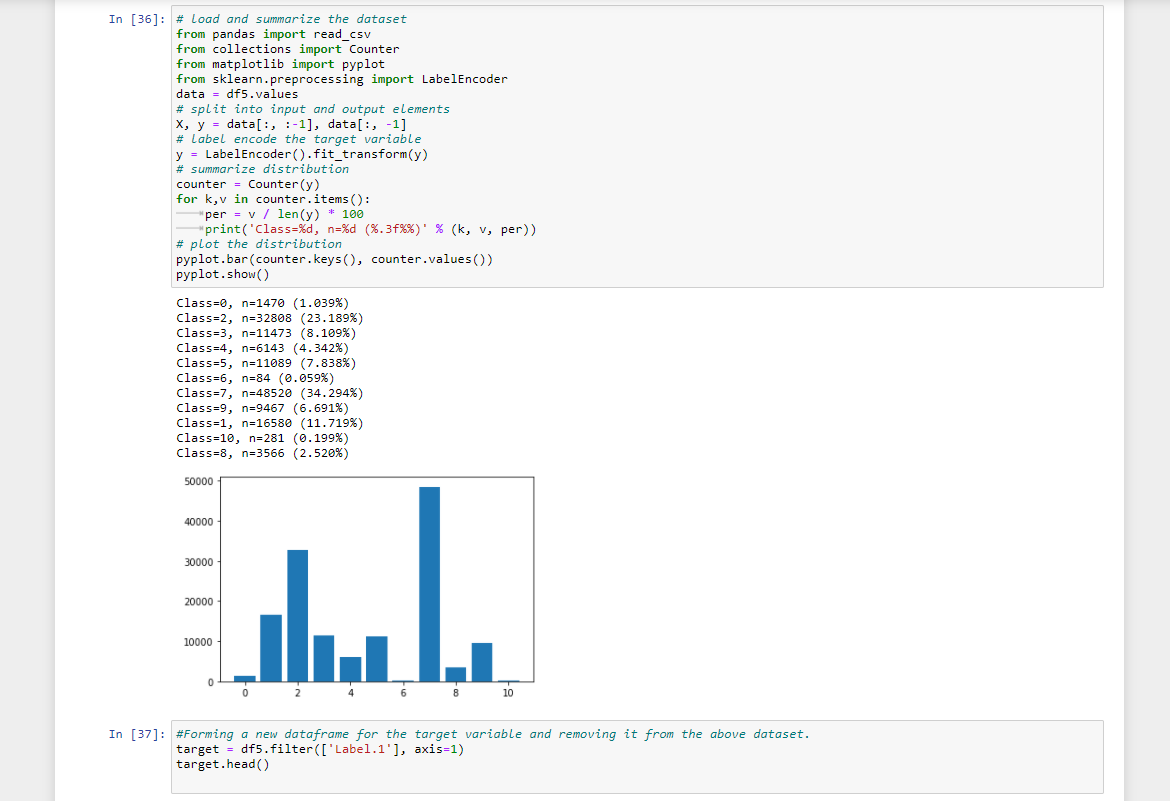 In [36]: # load and summarize the dataset
from pandas import read_csv
from collections import Counter
from matplotlib import pyplot
from sklearn.preprocessing import LabelEncoder
data = df5.values
# split into input and output elements
X, y = data[:, :-1], data[:, -1]
# label encode the target variable
y = LabelEncoder().fit_transform(y)
# summarize distribution
counter = Counter(y)
for k,v in counter.items():
per = v / len(y) * 100
print('Class=%d, n=%d (%.3f%%)' % (k, v, per))
# plot the distribution
pyplot.bar(counter.keys(), counter.values())
pyplot.show()
Class=0, n=1470 (1.039%)
Class=2, n=32808 (23.189%)
Class=3, n=11473 (8.109%)
Class=4, n=6143 (4.342%)
Class=5, n=11089 (7.838%)
Class=6, n=84 (0.059%)
Class=7, n=48520 (34.294%)
Class=9, n=9467 (6.691%)
Class=1, n=16580 (11.719%)
Class=10, n=281 (0.199%)
Class=8, n=3566 (2.520%)
50000
40000
30000
20000
10000
0
0 2 4 6 8 10
In [37]: #Forming a new dataframe for the target variable and removing it from the above dataset.
target = df5.filter(['Label.1'], axis=1)
target.head()